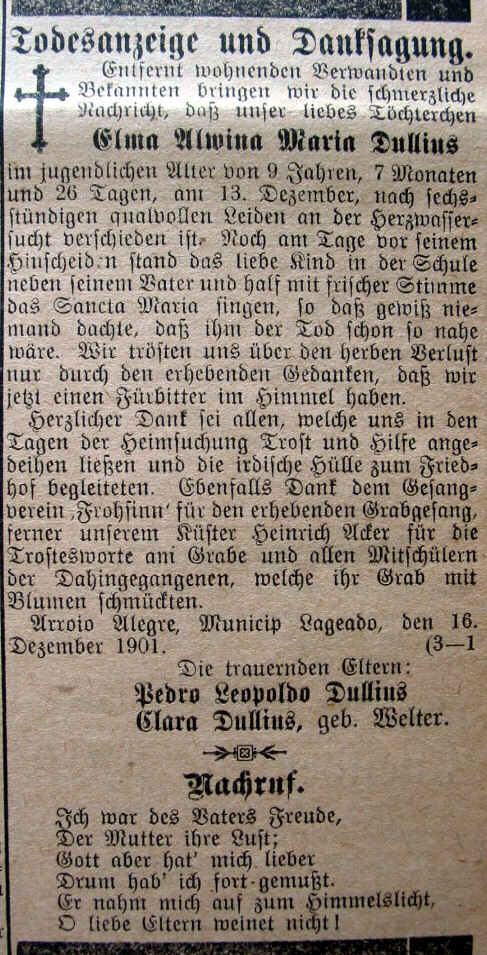 Todesanzeige und Danksagung.
Entfernt wohnenden Verwandten und
Bekannten bringen wir die schmerzliche
Nachricht, daß unser liebes Töchterchen
Elma Alwina Maria Dullius
im jugendlichen Alter von 9 Jahren, 7 Monaten
und 26 Tagen, am 13. Dezember, nach sechs-
stündigen qualvollen Leiden an der Herzwasser-
sucht verschieden ist. Noch am Tage vor seinem
Hinscheid.n stand das liebe Kind in der Schule
neben seinem Vater und half mit frischer Stimme
das Sancta Maria singen, so daß gewiß nie-
mand dachte, daß ihm der Tod schon so nahe
wäre. Wir trösten uns über den herben Verlust
nur durch den erhebenden Gedanken, daß wir
jetzt einen Fürbitter im Himmel haben.
Herzlicher Dank sei allen, welche uns in den
Tagen der Heimsuchung Trost und Hilfe ange-
deihen ließen und die irdische Hülle zum Fried-
hof begleiteten. Ebenfalls Dank dem Gesang-
verein ‚Frohsinn' für den erhebenden Grabgesang,
ferner unserem Küster Heinrich Acker für die
Trostesworte ani Grabe und allen Mitschülern
der Dahingegangenen, welche ihr Grab mit
Blumen schmückten.
Arroio Alegre, Municip Lageado, den 16.
Dezember 1901. (3—1
Die trauernden Eltern:
Pedro Leopoldo Dullius
Clara Dullius, geb. Welter.
Nachruf.
Ich war des Vaters Freude,
Der Mutter ihre Lust;
Gott aber hat' mich lieber
Drum hab' ich fort-gemußt.
Er nahm mich auf zum Himmelslicht,
O liebe Eltern weinet nicht!